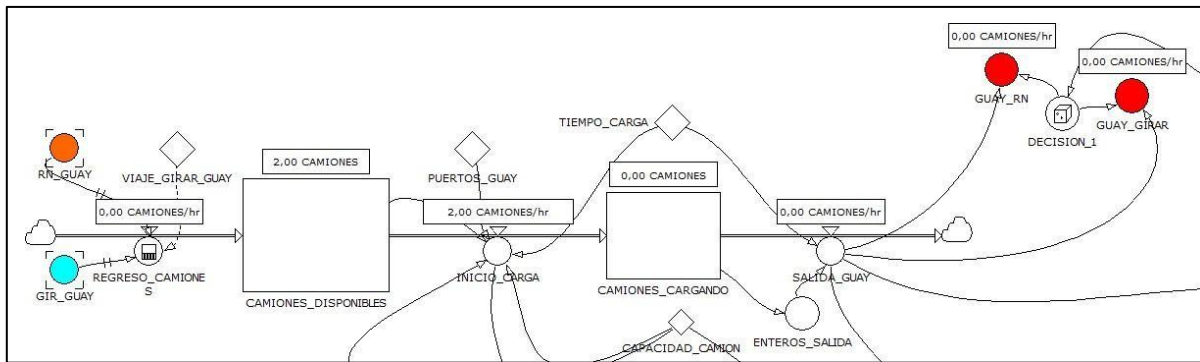 0,00 CAMIONES/hr
0,00 CAMIONES/hr
GUAY_RN
GUAY_GIRAR
DECISION_1
TIEMPO_CARGA
RN_GUAY
VIAJE_GIRAR_GUAY
2,00 CAMIONES
PUERTOS_GUAY
0,00 CAMIONES
0,00 CAMIONES/hr
2,00 CAMIONES/hr
0,00 CAMIONES/hr
GIR_GUAY
REGRESO_CAMIONE
S
CAMIONES_DISPONIBLES
INICIO_CARGA
CAMIONES_CARGANDO
SALIDA_GUAY
ENTEROS_SALIDA
CAPACIDAD_CAMION